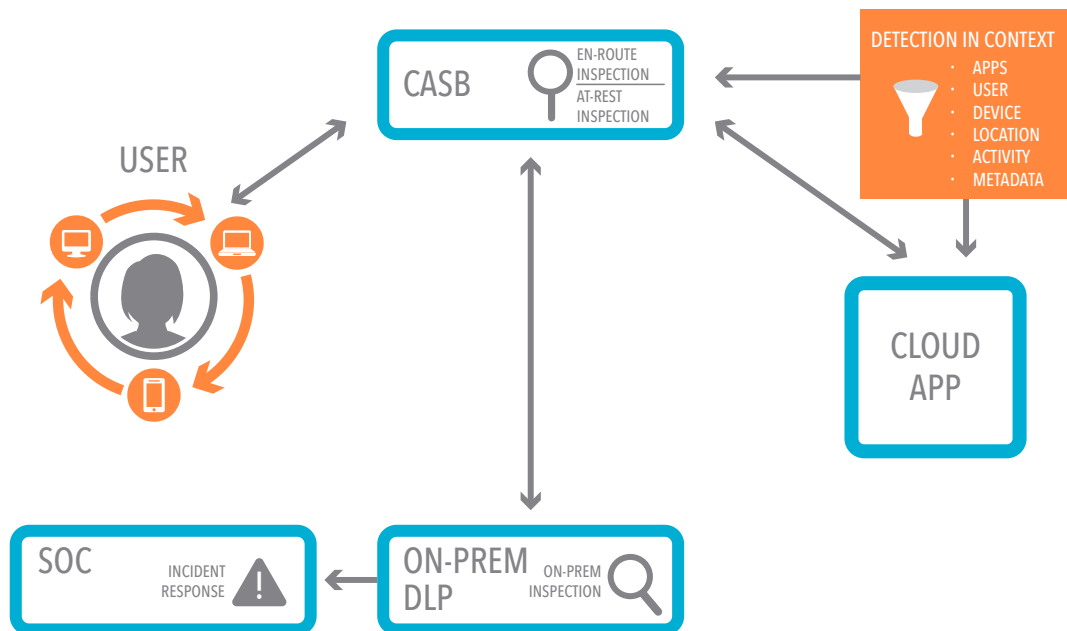 DETECTION IN CONTEXT
· APPS
· USER
· DEVICE
· LOCATION
· ACTIVITY
· METADATA
CASB
EN-ROUTE
INSPECTION
AT-REST
INSPECTION
USER
CLOUD
APP
SOC
INCIDENT
RESPONSE
ON-PREM
DLP
ON-PREM
INSPECTION